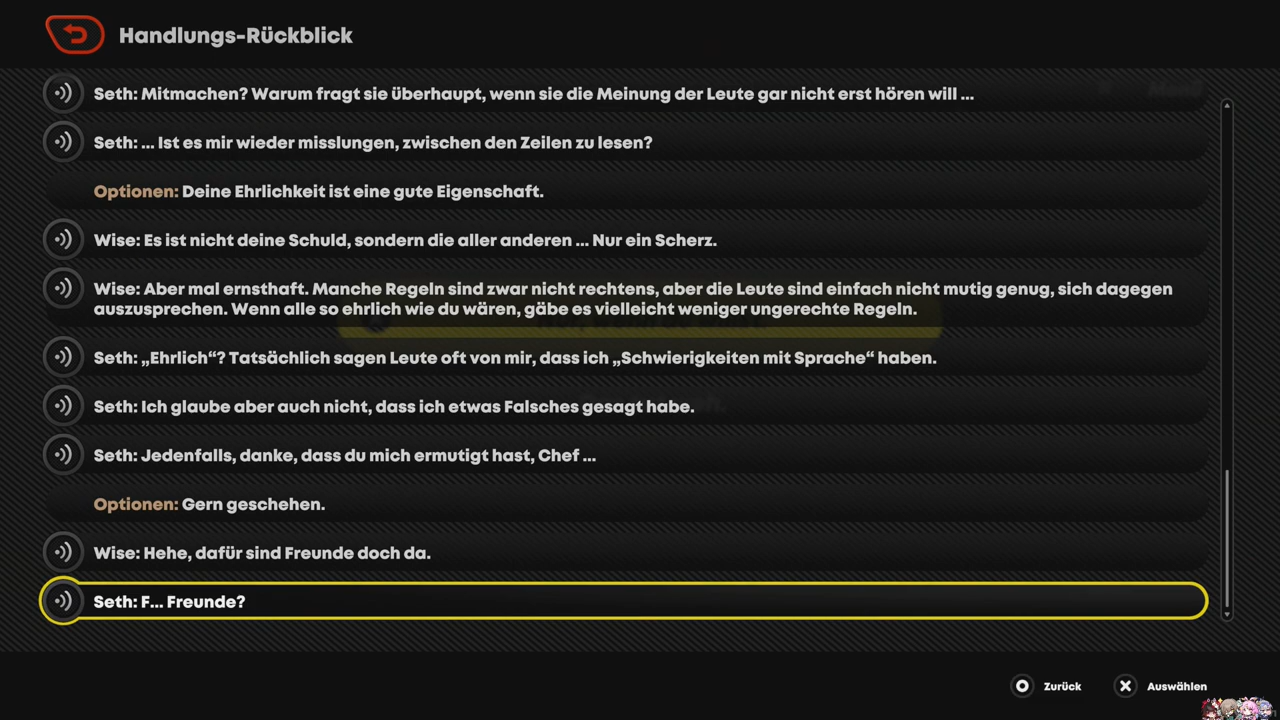 Handlungs-Rückblick
Seth: Mitmachen? Warum fragt sie überhaupt, wenn sie die Meinung der Leute gar nicht erst hören will ...
Seth: ... Ist es mir wieder misslungen, zwischen den Zeilen zu lesen?
Optionen: Deine Ehrlichkeit ist eine gute Eigenschaft.
Wise: Es ist nicht deine Schuld, sondern die aller anderen ... Nur ein Scherz.
Wise: Aber mal ernsthaft. Manche Regeln sind zwar nicht rechtens, aber die Leute sind einfach nicht mutig genug, sich dagegen
auszusprechen. Wenn alle so ehrlich wie du wären, gäbe es vielleicht weniger ungerechte Regeln.
Seth: „Ehrlich“? Tatsächlich sagen Leute oft von mir, dass ich „Schwierigkeiten mit Sprache“ haben.
Seth: Ich glaube aber auch nicht, dass ich etwas Falsches gesagt habe.
Seth: Jedenfalls, danke, dass du mich ermutigt hast, Chef ...
Optionen: Gern geschehen.
Wise: Hehe, dafür sind Freunde doch da.
Seth: F... Freunde?
Zurück
Auswählen